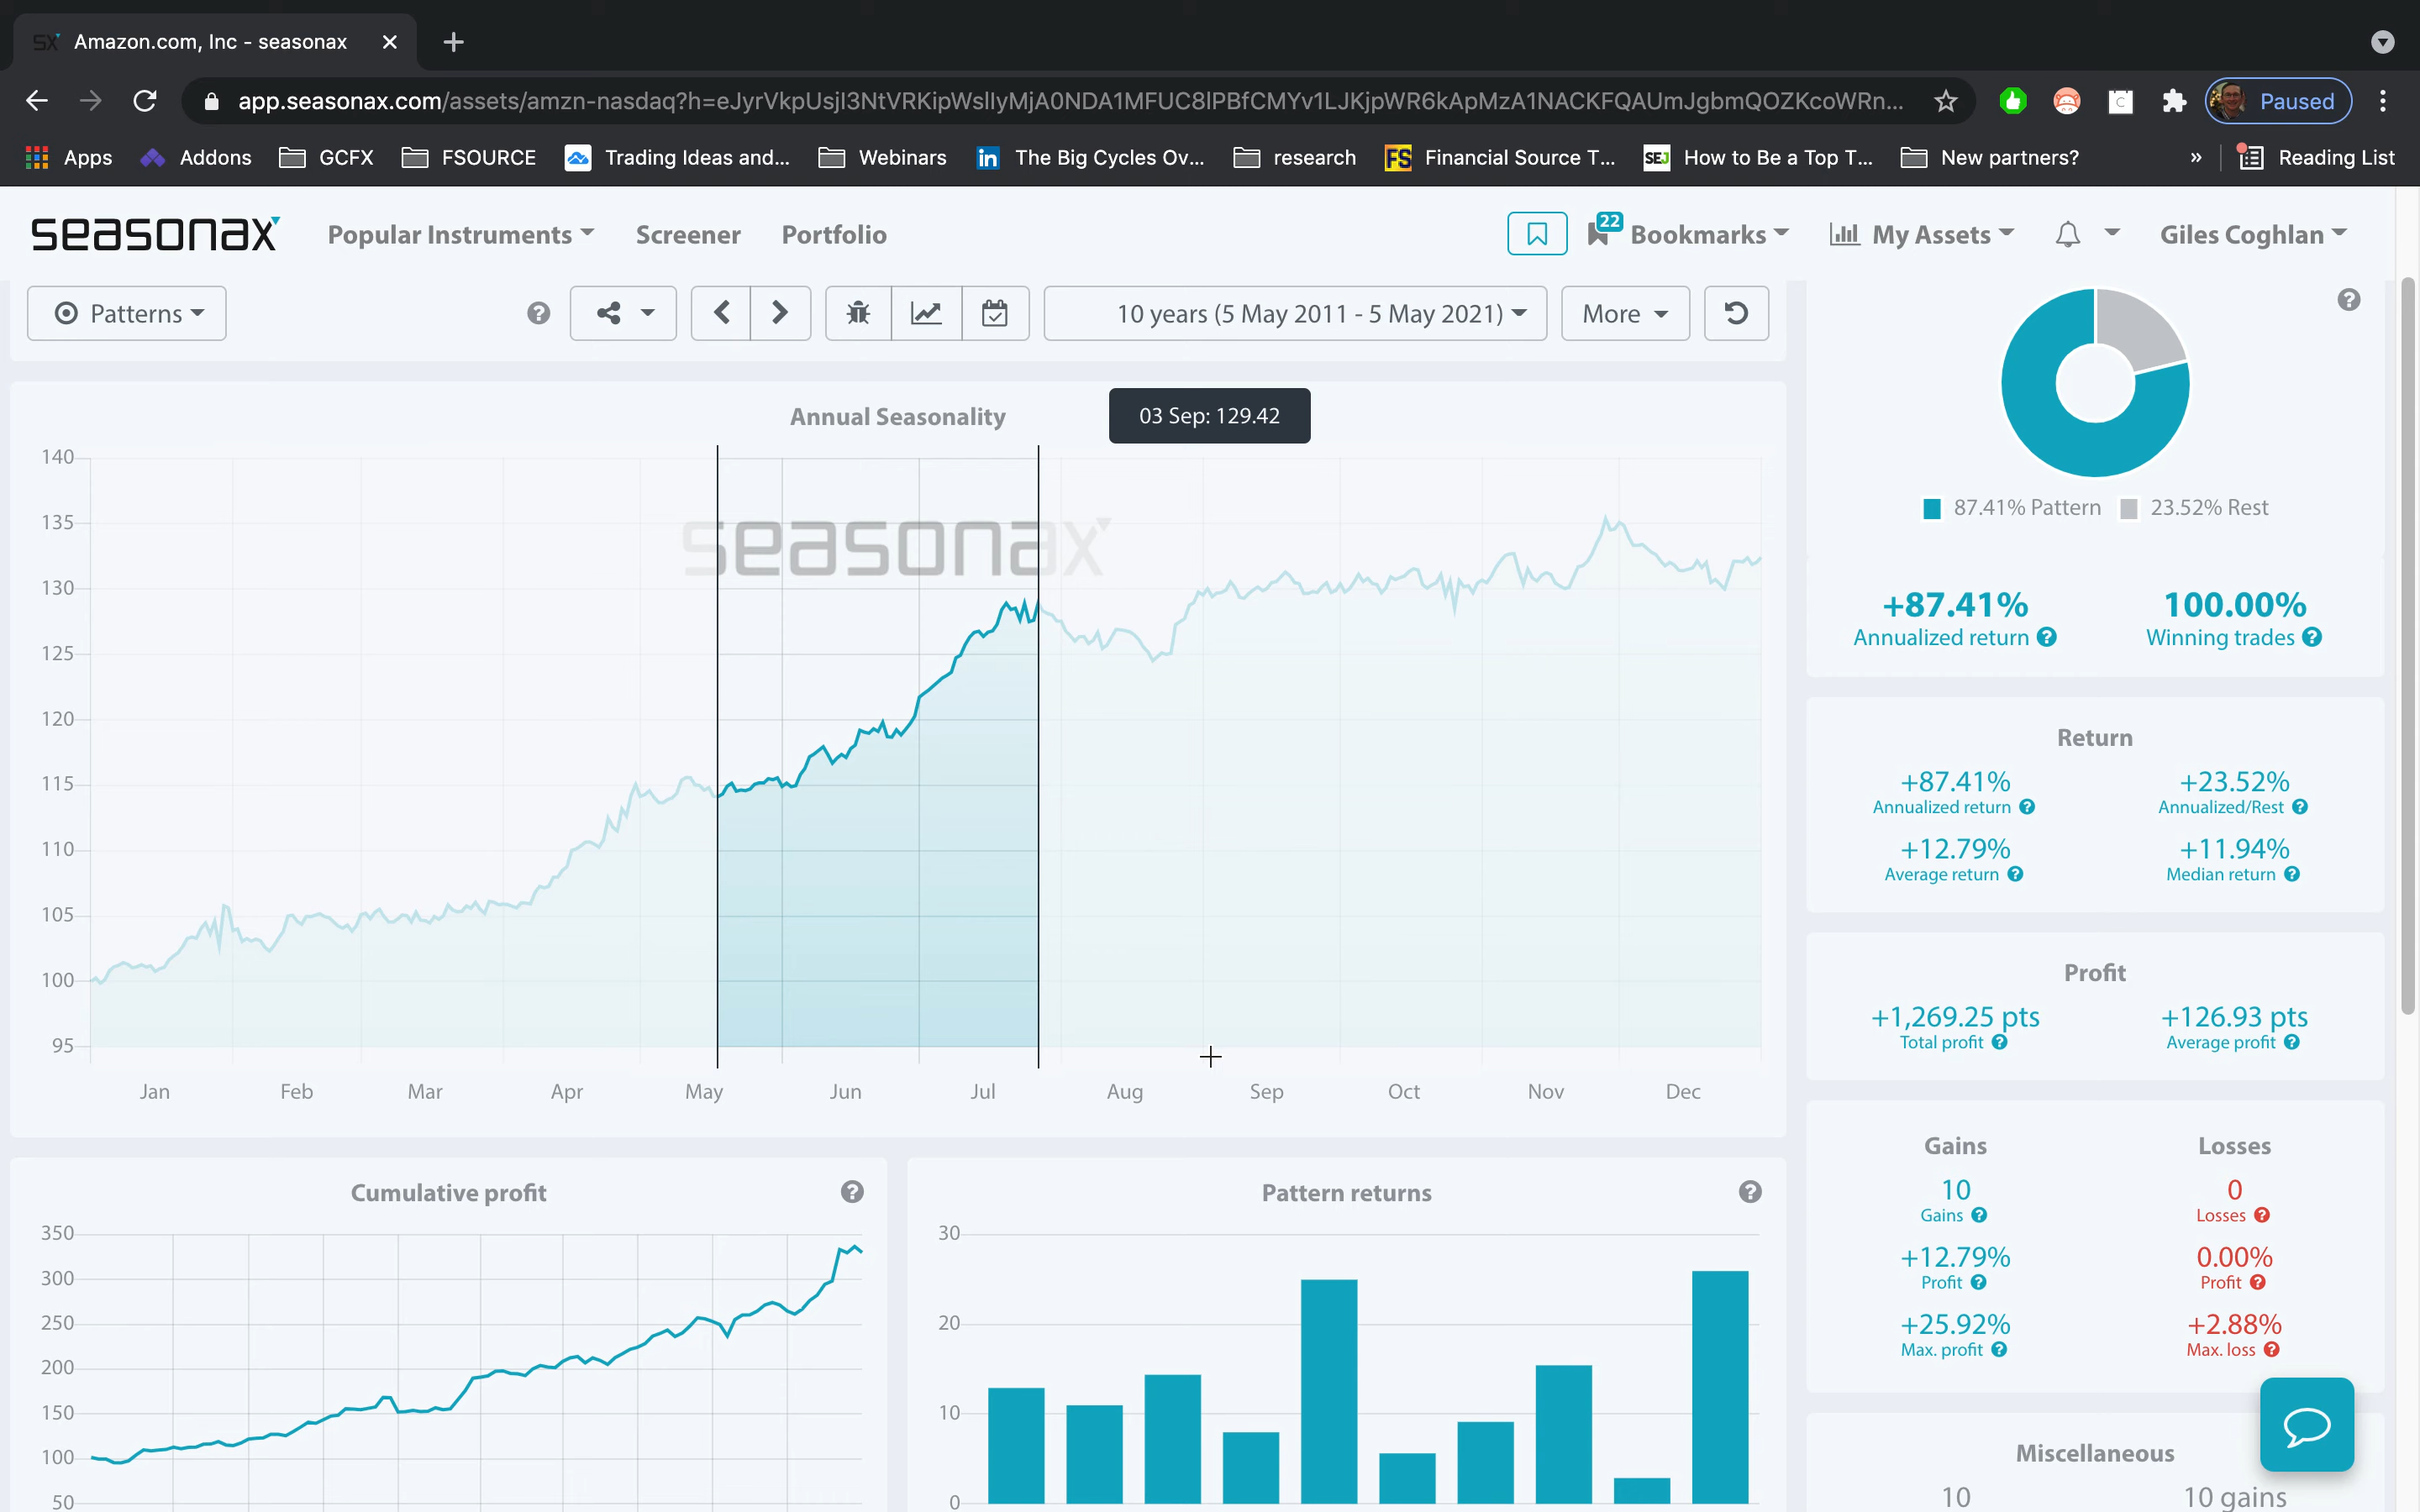 Amazon.com, Inc - seasonax
app.seasonax.com/assets/amzn-nasdaq?h=eJyrVkpUsjI3NtVRKipWsllyMjA0NDA1MFUC8lPBfCMYv1LJKjpWR6kApMzA1NACKFQAUmJgbmQOZKcoWRn...
Paused
Apps Addons GCFX FSOURCE Trading Ideas and... Webinars The Big Cycles Ov... research FS Financial Source T... SEJ How to Be a Top T... New partners? » Reading List
seasonax Popular Instruments Screener Portfolio 22 Bookmarks My Assets Giles Coghlan
Patterns 10 years (5 May 2011 - 5 May 2021) More
Annual Seasonality
03 Sep: 129.42
140
135
130
125
120
115
110
105
100
95
seasonax
Jan Feb Mar Apr May Jun Jul Aug Sep Oct Nov Dec
87.41% Pattern 23.52% Rest
+87.41% 100.00%
Annualized return Winning trades
Return
+87.41% +23.52%
Annualized return Annualized/Rest
+12.79% +11.94%
Average return Median return
Profit
+1,269.25 pts +126.93 pts
Total profit Average profit
Gains Losses
10 0
Gains Losses
+12.79% 0.00%
Profit Profit
+25.92% +2.88%
Max. profit Max. loss
Miscellaneous
10 10 gains
Cumulative profit
350
300
250
200
150
100
50
Pattern returns
30
20
10
0